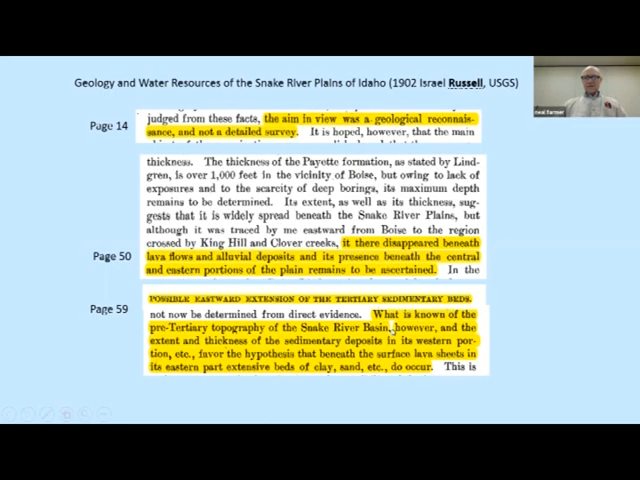 Geology and Water Resources of the Snake River Plains of Idaho (1902 Israel Russell, USGS)
Page 14
judged from these facts, the aim in view was a geological reconnais-
sance, and not a detailed survey. It is hoped, however, that the main
thickness. The thickness of the Payette formation, as stated by Lind-
gren, is over 1,000 feet in the vicinity of Boise, but owing to lack of
exposures and to the scarcity of deep borings, its maximum depth
remains to be determined. Its extent, as well as its thickness, sug-
gests that it is widely spread beneath the Snake River Plains, but
although it was traced by me eastward from Boise to the region
crossed by King Hill and Clover creeks, it there disappeared beneath
Page 50
lava flows and alluvial deposits and its presence beneath the central
and eastern portions of the plain remains to be ascertained. In the
Page 59
POSSIBLE EASTWARD EXTENSION OF THE TERTIARY SEDIMENTARY BEDS.
not now be determined from direct evidence. What is known of the
pre-Tertiary topography of the Snake River Basin, however, and the
extent and thickness of the sedimentary deposits in its western por-
tion, etc., favor the hypothesis that beneath the surface lava sheets in
its eastern part extensive beds of clay, sand, etc., do occur. This is